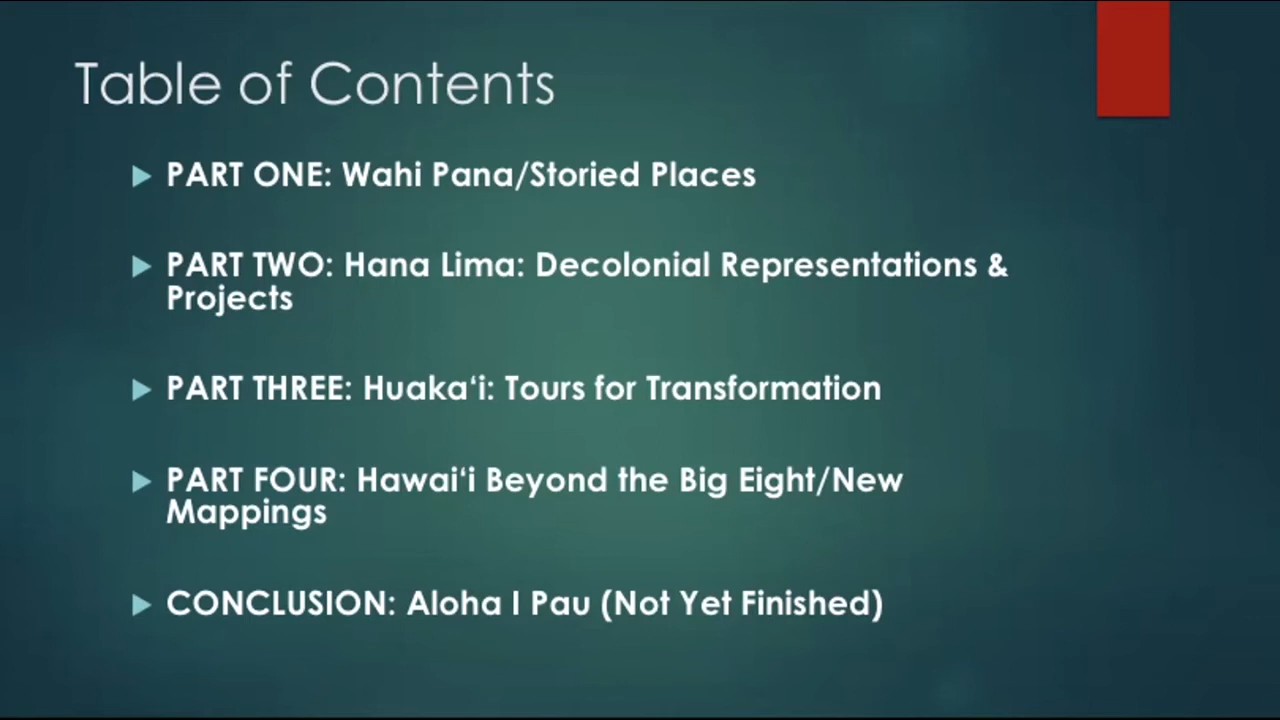 Table of Contents
PART ONE: Wahi Pana/Storied Places
PART TWO: Hana Lima: Decolonial Representations &
Projects
PART THREE: Huakaʻi: Tours for Transformation
PART FOUR: Hawaiʻi Beyond the Big Eight/New
Mappings
CONCLUSION: Aloha I Pau (Not Yet Finished)